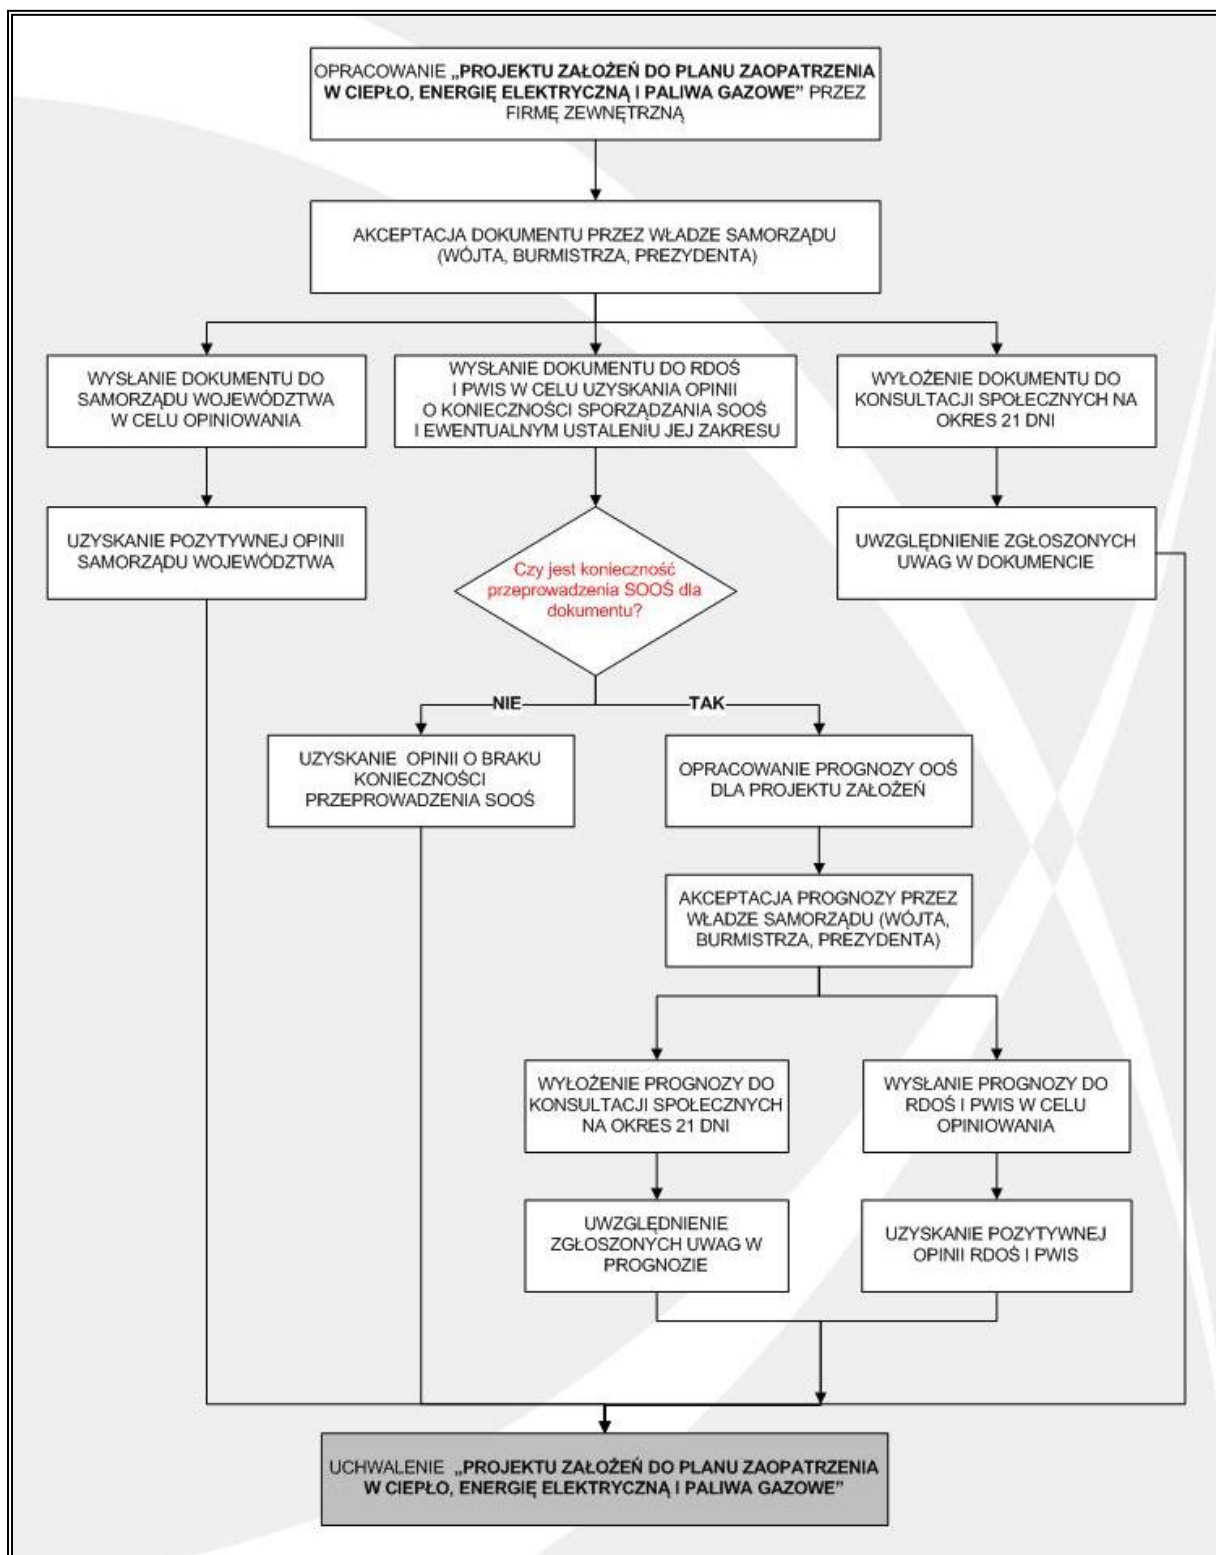 OPRACOWANIE „PROJEKTU ZAŁOŻEŃ DO PLANU ZAOPATRZENIA
W CIEPŁO, ENERGIĘ ELEKTRYCZNĄ I PALIWA GAZOWE” PRZEZ
FIRMĘ ZEWNĘTRZNĄ
AKCEPTACJA DOKUMENTU PRZEZ WŁADZE SAMORZĄDU
(WÓJTA, BURMISTRZA, PREZYDENTA)
WYSŁANIE DOKUMENTU DO
SAMORZĄDU WOJEWÓDZTWA
W CELU OPINIOWANIA
WYSŁANIE DOKUMENTU DO RDOŚ
I PWIS W CELU UZYSKANIA OPINII
O KONIECZNOŚCI SPORZĄDZANIA SOOŚ
I EWENTUALNYM USTALENIU JEJ ZAKRESU
WYŁOŻENIE DOKUMENTU DO
KONSULTACJI SPOŁECZNYCH NA
OKRES 21 DNI
UZYSKANIE POZYTYWNEJ OPINII
SAMORZĄDU WOJEWÓDZTWA
Czy jest konieczność
przeprowadzenia SOOŚ dla
dokumentu?
UWZGLĘDNIENIE ZGŁOSZONYCH
UWAG W DOKUMENCIE
NIE
TAK
UZYSKANIE OPINII O BRAKU
KONIECZNOŚCI
PRZEPROWADZENIA SOOŚ
OPRACOWANIE PROGNOZY OOŚ
DLA PROJEKTU ZAŁOŻEŃ
AKCEPTACJA PROGNOZY PRZEZ
WŁADZE SAMORZĄDU (WÓJTA,
BURMISTRZA, PREZYDENTA)
WYŁOŻENIE PROGNOZY DO
KONSULTACJI SPOŁECZNYCH
NA OKRES 21 DNI
WYSŁANIE PROGNOZY DO
RDOŚ I PWIS W CELU
OPINIOWANIA
UWZGLĘDNIENIE
ZGŁOSZONYCH UWAG W
PROGNOZIE
UZYSKANIE POZYTYWNEJ
OPINII RDOŚ I PWIS
UCHWALENIE „PROJEKTU ZAŁOŻEŃ DO PLANU ZAOPATRZENIA
W CIEPŁO, ENERGIĘ ELEKTRYCZNĄ I PALIWA GAZOWE”